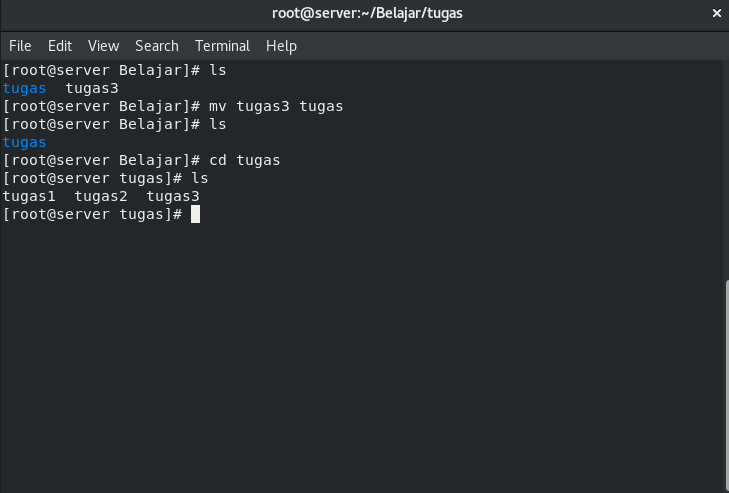 root@server:~/Belajar/tugas ×
File Edit View Search Terminal Help
[root@server Belajar]# ls
tugas  tugas3
[root@server Belajar]# mv tugas3 tugas
[root@server Belajar]# ls
tugas
[root@server Belajar]# cd tugas
[root@server tugas]# ls
tugas1  tugas2  tugas3
[root@server tugas]#